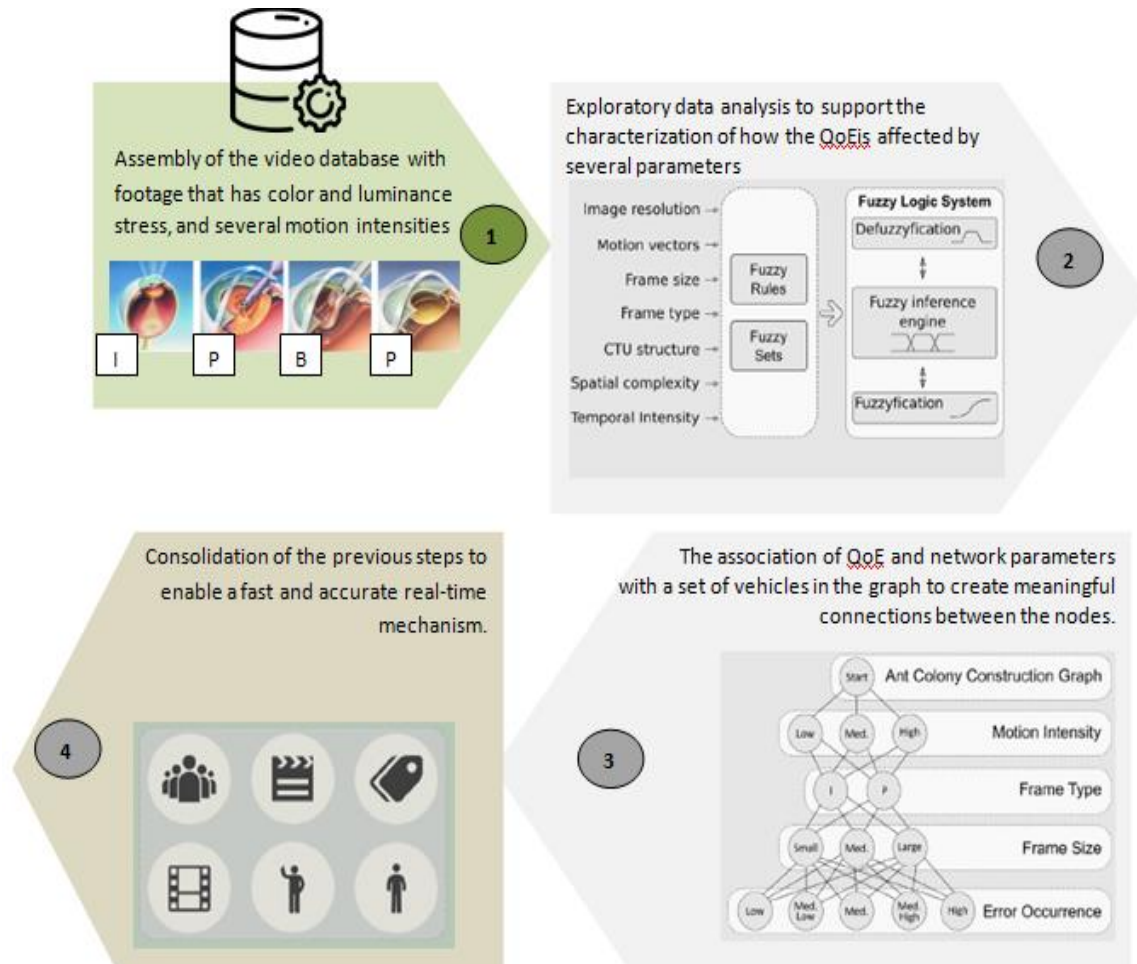 Assembly of the video database with
footage that has color and luminance
stress, and several motion intensities
1
I
P
B
P
Exploratory data analysis to support the
characterization of how the QoEis affected by
several parameters
Image resolution
Motion vectors
Frame size
Frame type
CTU structure
Spatial complexity
Temporal Intensity
Fuzzy
Rules
Fuzzy
Sets
Fuzzy Logic System
Defuzzyfication
Fuzzy inference
engine
Fuzzyfication
2
The association of QoE and network parameters
with a set of vehicles in the graph to create meaningful
connections between the nodes.
Start Ant Colony Construction Graph
Low Med. High Motion Intensity
I P Frame Type
Small Med. Large Frame Size
Low Med. Low Med. Med. High High Error Occurrence
3
Consolidation of the previous steps to
enable a fast and accurate real-time
mechanism.
4